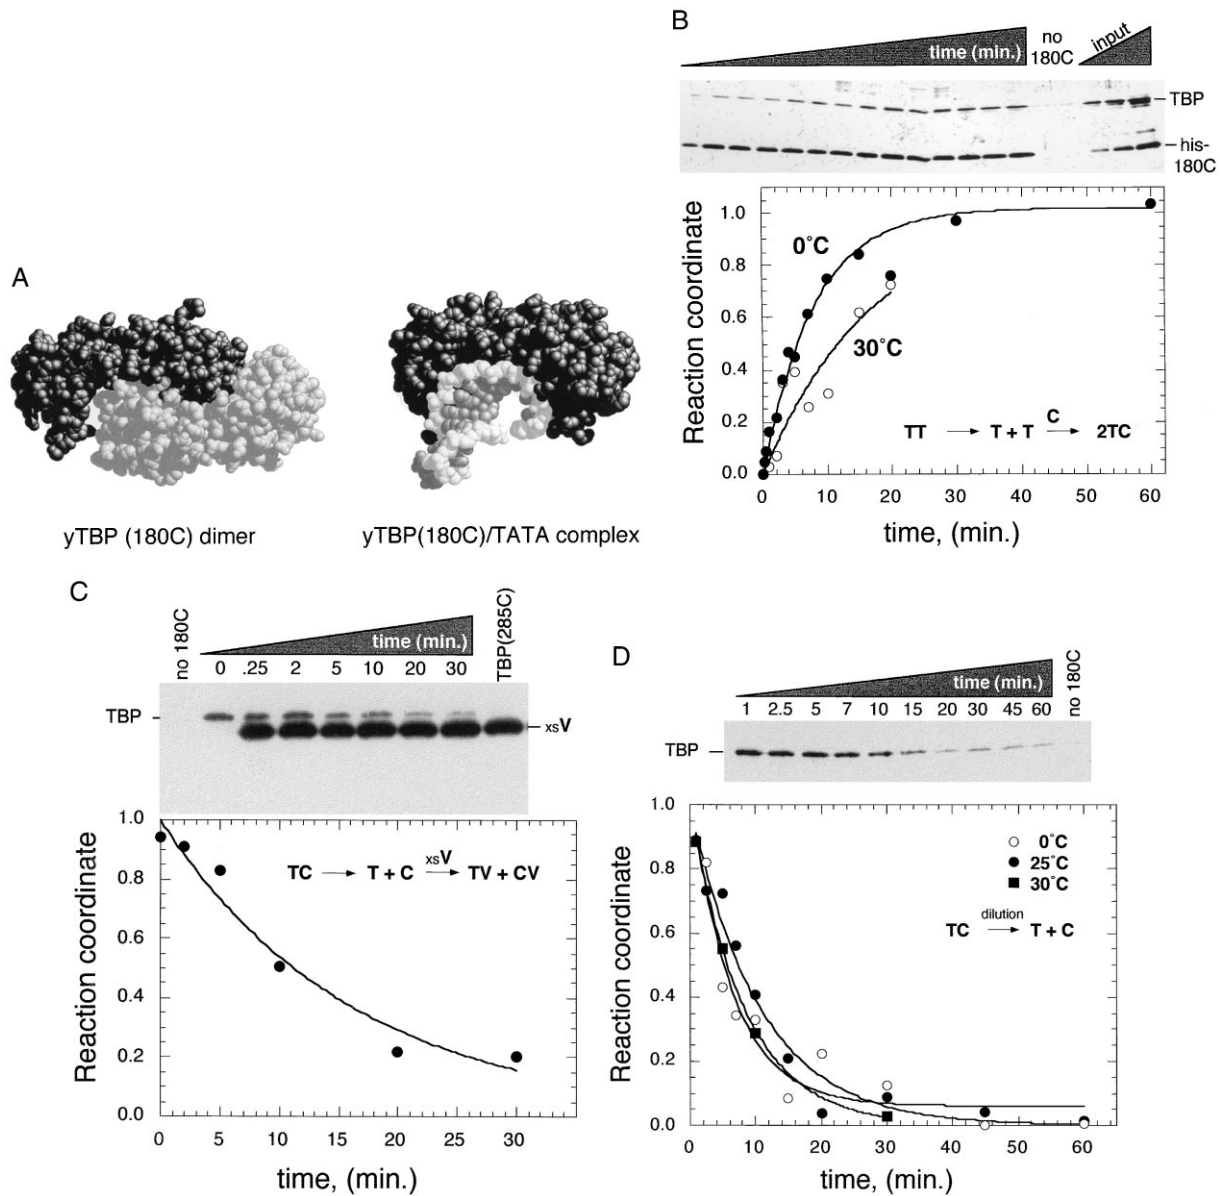 A
yTBP (180C) dimer
yTBP(180C)/TATA complex
B
time (min.)
no 180C
input
TBP
his-180C
Reaction coordinate
1.0
0.8
0.6
0.4
0.2
0.0
0°C
30°C
TT → T + T C → 2TC
0 10 20 30 40 50 60
time, (min.)
C
no 180C
time (min.)
TBP(285C)
0 .25 2 5 10 20 30
TBP
xsV
Reaction coordinate
1.0
0.8
0.6
0.4
0.2
0.0
TC → T + C xsV → TV + CV
0 5 10 15 20 25 30
time, (min.)
D
time (min.)
no 180C
1 2.5 5 7 10 15 20 30 45 60
TBP
Reaction coordinate
1.0
0.8
0.6
0.4
0.2
0.0
0°C
25°C
30°C
TC dilution → T + C
0 10 20 30 40 50 60
time, (min.)